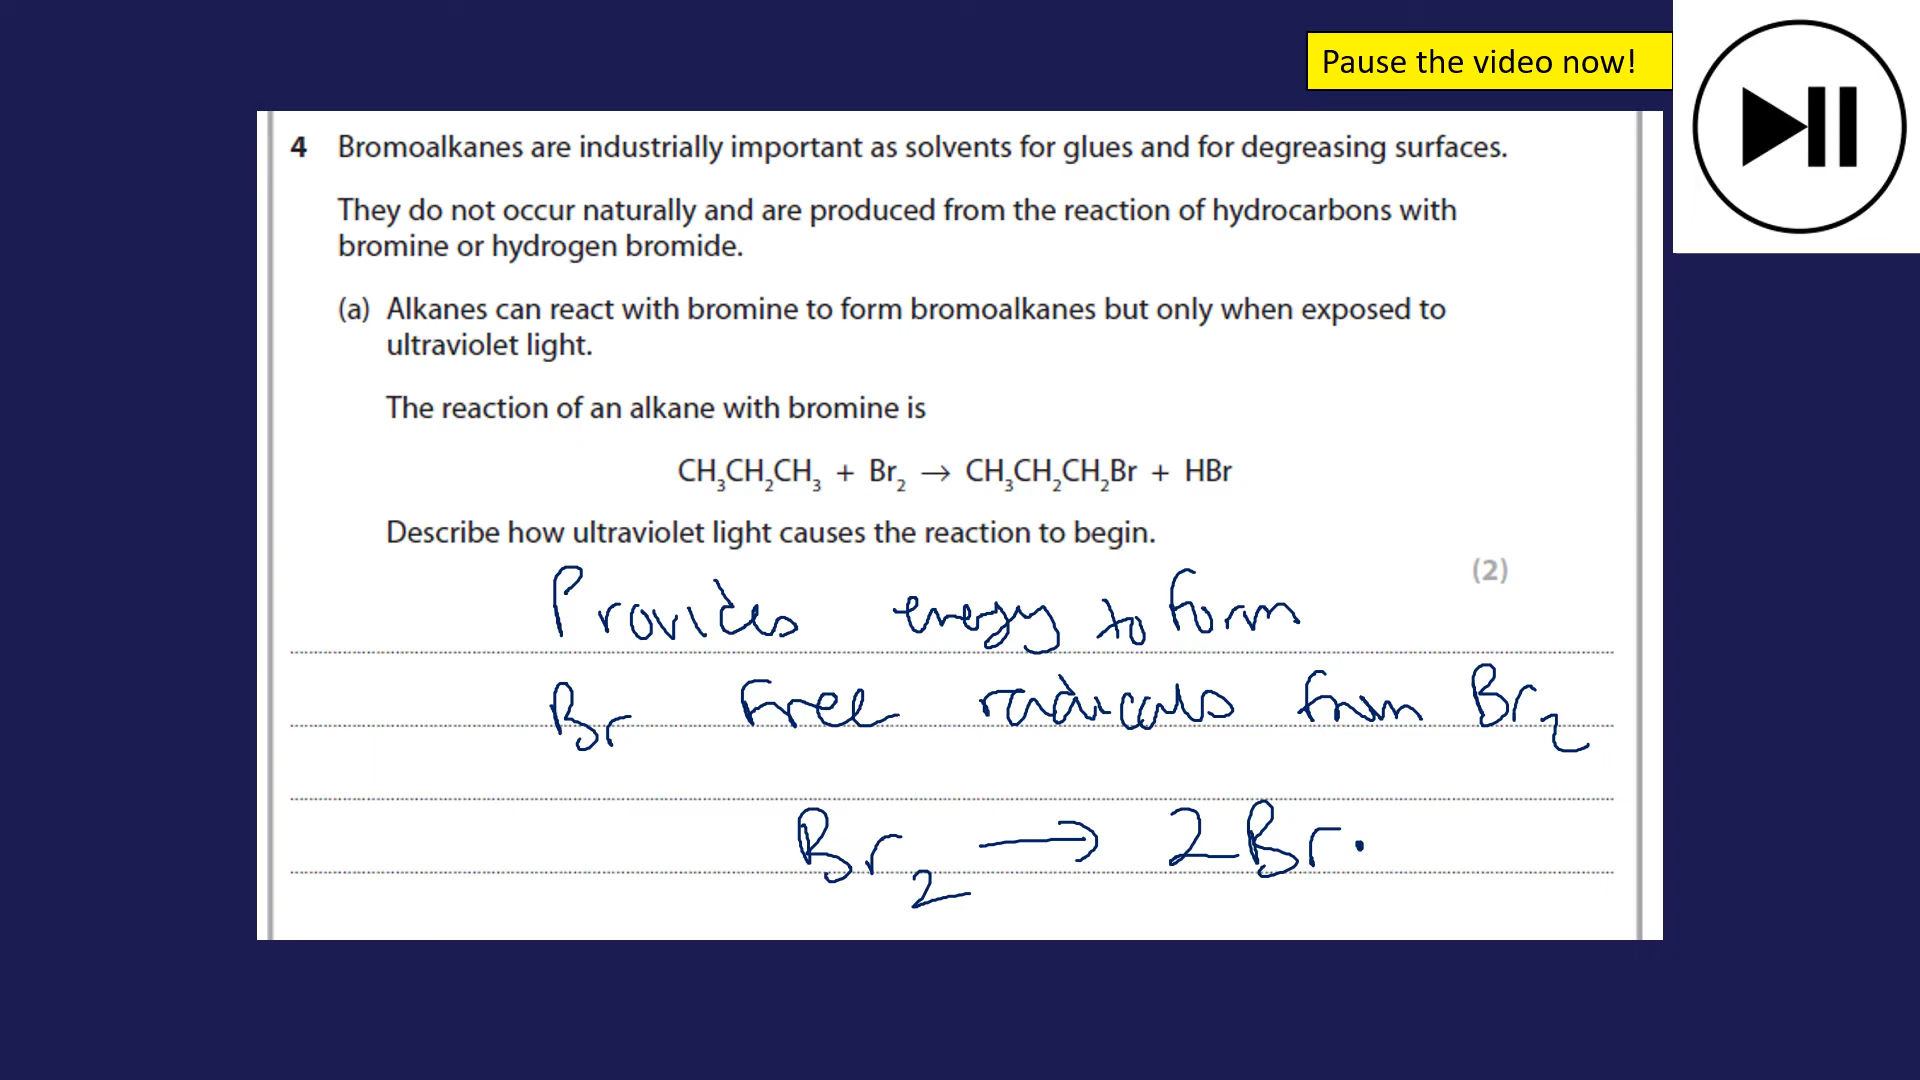 Pause the video now!
4 Bromoalkanes are industrially important as solvents for glues and for degreasing surfaces.
They do not occur naturally and are produced from the reaction of hydrocarbons with
bromine or hydrogen bromide.
(a) Alkanes can react with bromine to form bromoalkanes but only when exposed to
ultraviolet light.
The reaction of an alkane with bromine is
CH₃CH₂CH₃ + Br₂ → CH₃CH₂CH₂Br + HBr
Describe how ultraviolet light causes the reaction to begin.
(2)
Provides energy to form
Br free radicals from Br₂
Br₂ → 2Br•